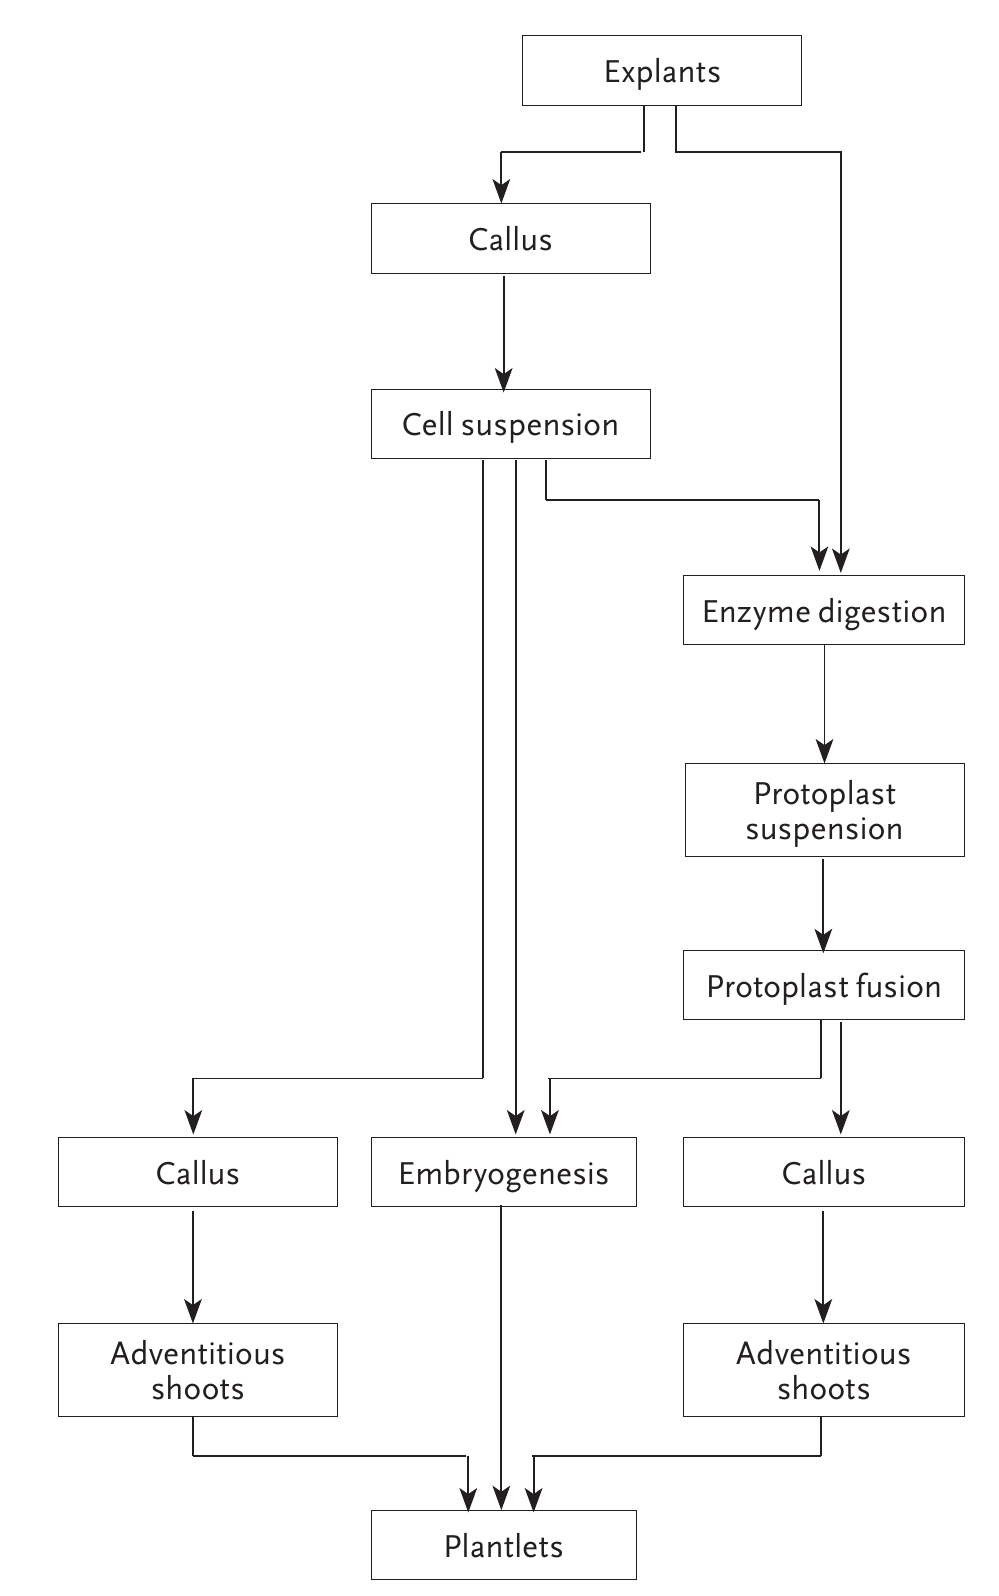 Explants
Callus
Cell suspension
Enzyme digestion
Protoplast
suspension
Protoplast fusion
Callus
Embryogenesis
Callus
Adventitious
shoots
Adventitious
shoots
Plantlets